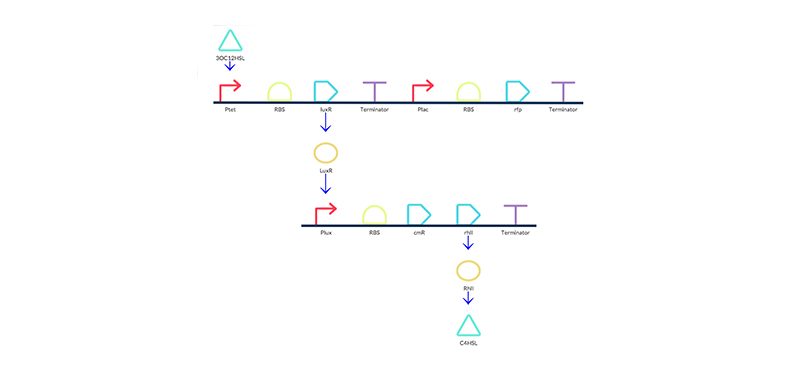 3OC12HSL
Ptet RBS luxR Terminator Plac RBS rfp Terminator
LuxR
Plux RBS cmR rhlI Terminator
RhlI
C4HSL